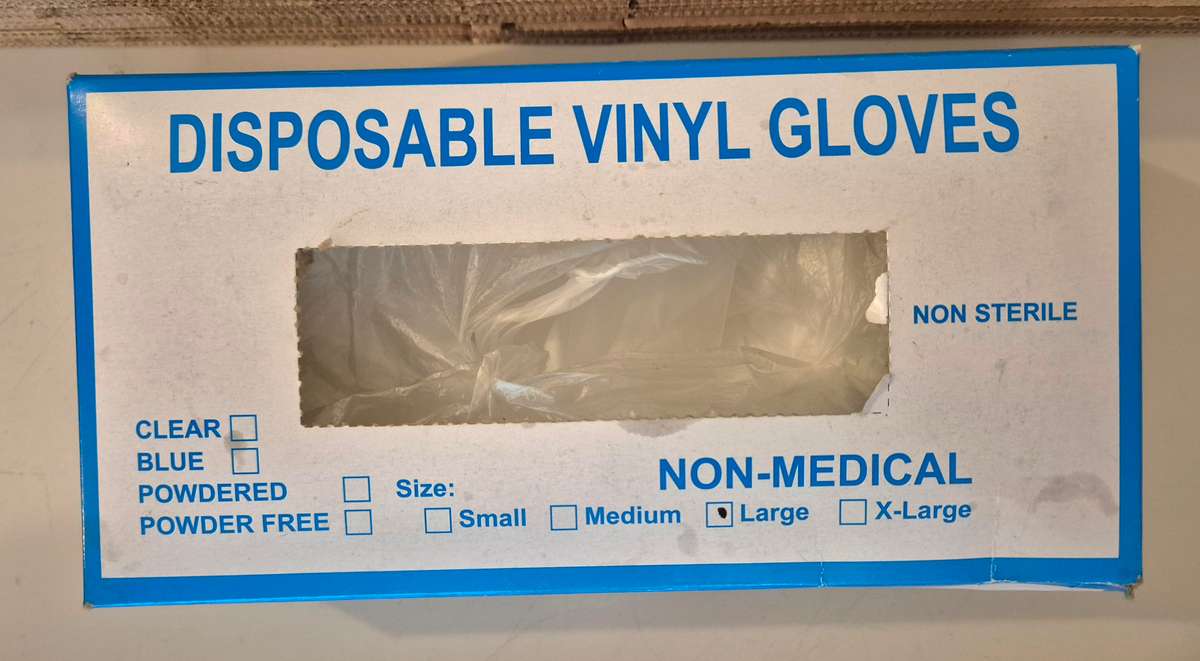 DISPOSABLE VINYL GLOVES
NON STERILE
CLEAR
BLUE
POWDERED
POWDER FREE
Size:
NON-MEDICAL
Small Medium Large X-Large